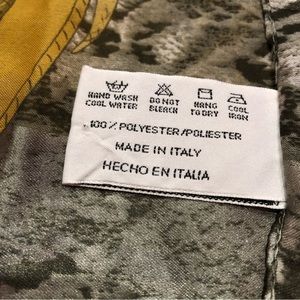 HAND WASH COOL WATER
DO NOT BLEACH
HANG TO DRY
COOL IRON
100% POLYESTER/POLIESTER
MADE IN ITALY
HECHO EN ITALIA